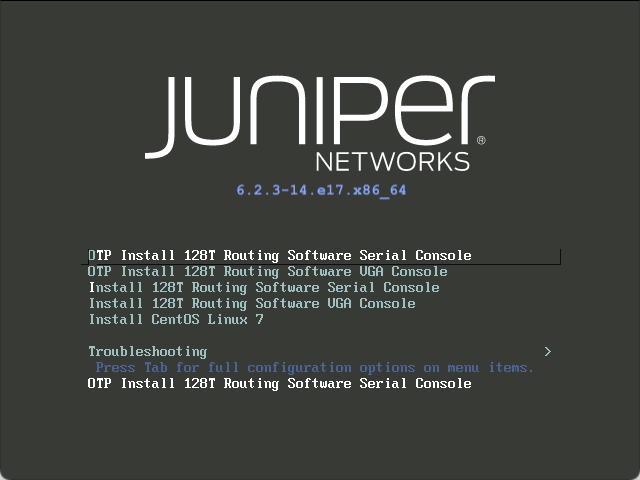 JUNIPer®
NETWORKS
6.2.3-14.el7.x86_64
OTP Install 128T Routing Software Serial Console
OTP Install 128T Routing Software VGA Console
Install 128T Routing Software Serial Console
Install 128T Routing Software VGA Console
Install CentOS Linux 7
Troubleshooting >
Press Tab for full configuration options on menu items.
OTP Install 128T Routing Software Serial Console